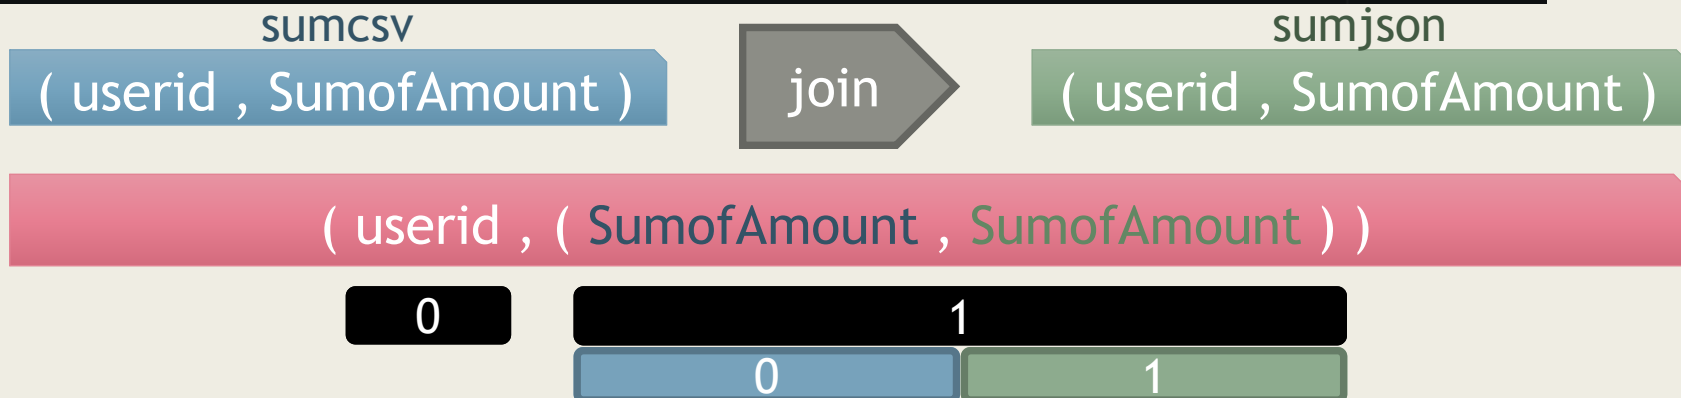 sumcsv
sumjson
( userid , SumofAmount )
join
( userid , SumofAmount )
( userid , ( SumofAmount , SumofAmount ) )
0
1
0
1